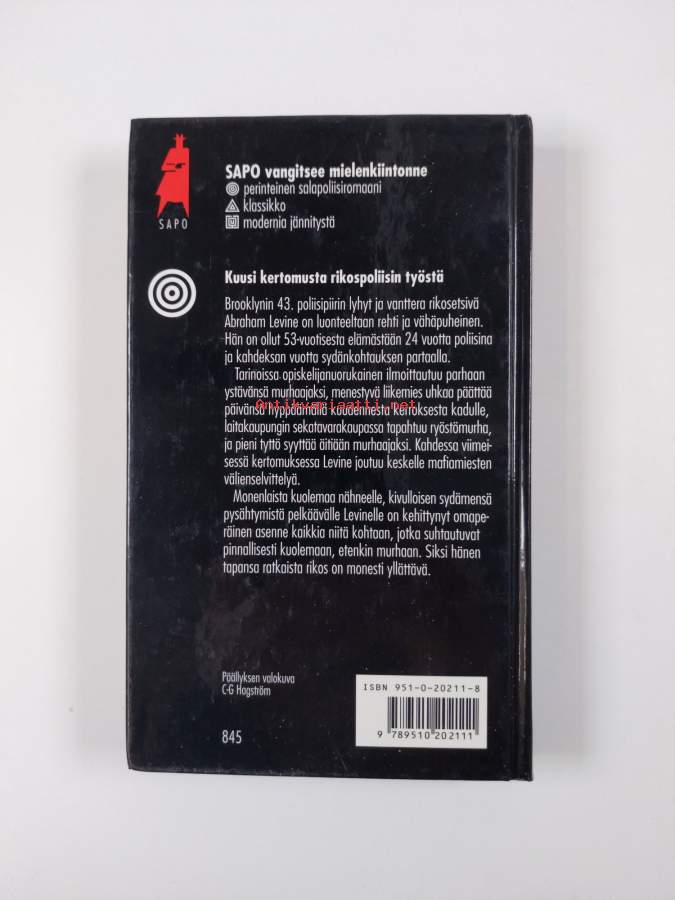 SAPO vangitsee mielenkiintonne
perinteinen salapoliisiromaani
klassikko
modernia jännitystä
SAPO
Kuusi kertomusta rikospoliisin työstä
Brooklynin 43. poliisipiirin lyhyt ja vanttera rikosetsivä
Abraham Levine on luonteeltaan rehti ja vähäpuheinen.
Hän on ollut 53-vuotisesta elämästään 24 vuotta poliisina
ja kahdeksan vuotta sydänkohtauksen partaalla.
Tarinoissa opiskelijanuorukainen ilmoittautuu parhaan
ystävänsä murhaajaksi, menestyvä liikemies uhkaa päättää
Antikvariaatti.net
päivänsä hyppäämällä kahdeksannesta kerroksesta kadulle,
laitakaupungin sekatavarakaupassa tapahtuu ryöstömurha,
ja pieni tyttö syyttää äitiään murhaajaksi. Kahdessa viimei-
sessä kertomuksessa Levine joutuu keskelle mafiamiesten
välienselvittelyä.
Monenlaista kuolemaa nähneelle, kivulloisen sydämensä
pysähtymistä pelkäävälle Levinelle on kehittynyt omape-
räinen asenne kaikkia niitä kohtaan, jotka suhtautuvat
pinnallisesti kuolemaan, etenkin murhaan. Siksi hänen
tapansa ratkaista rikos on monesti yllättävä.
Päällyksen valokuva
C-G Hagström
845
ISBN 951-0-20211-8
9 789510 202111